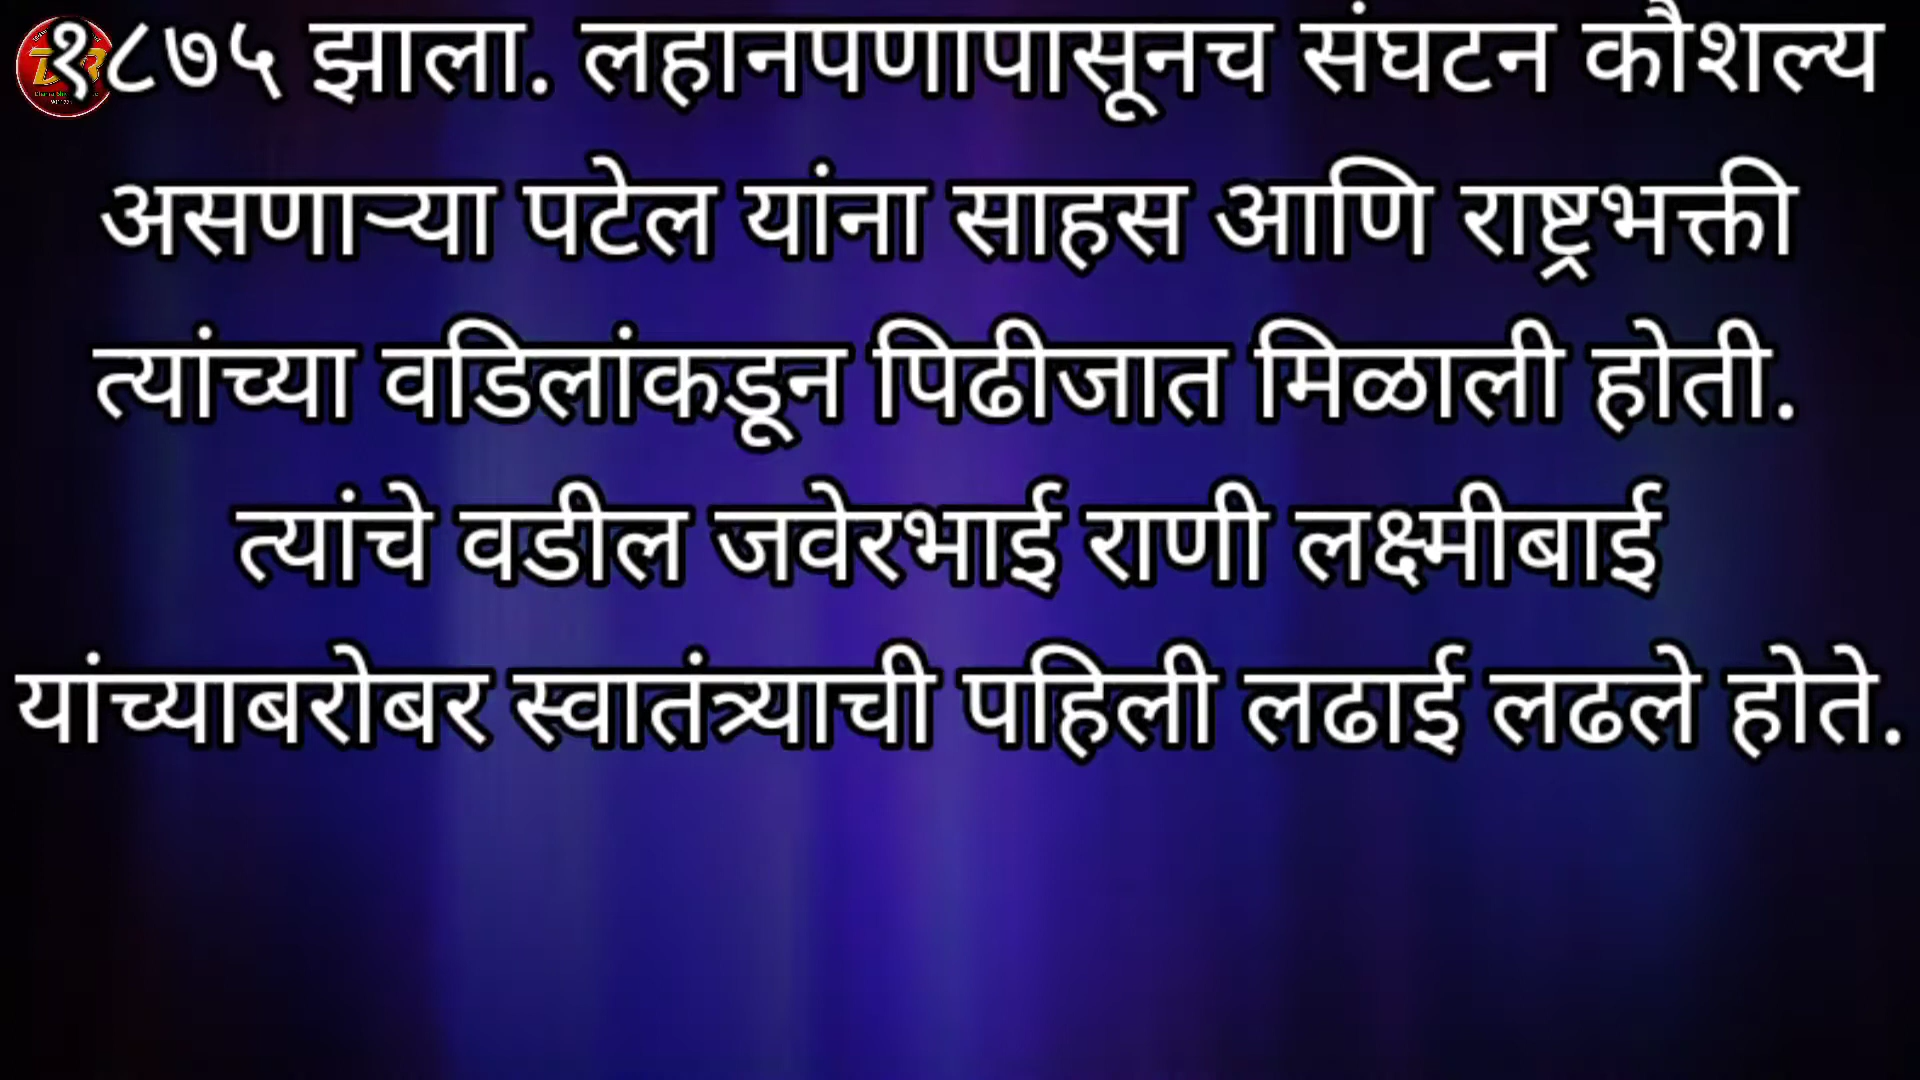 १८७५ झाला. लहानपणापासूनच संघटन कौशल्य
असणाऱ्या पटेल यांना साहस आणि राष्ट्रभक्ती
त्यांच्या वडिलांकडून पिढीजात मिळाली होती.
त्यांचे वडील जवेरभाई राणी लक्ष्मीबाई
यांच्याबरोबर स्वातंत्र्याची पहिली लढाई लढले होते.